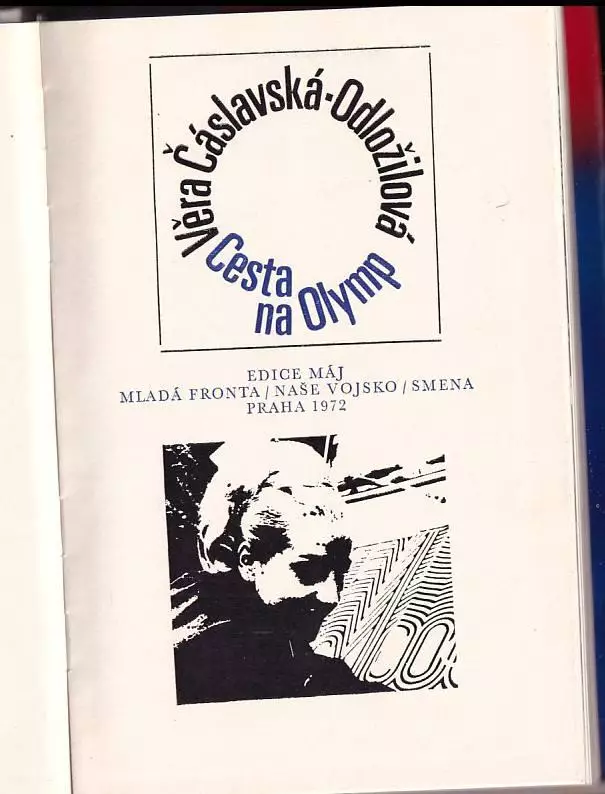 Věra Čáslavská-Odložilová
Cesta
na Olymp
EDICE MÁJ
MLADÁ FRONTA / NAŠE VOJSKO / SMENA
PRAHA 1972